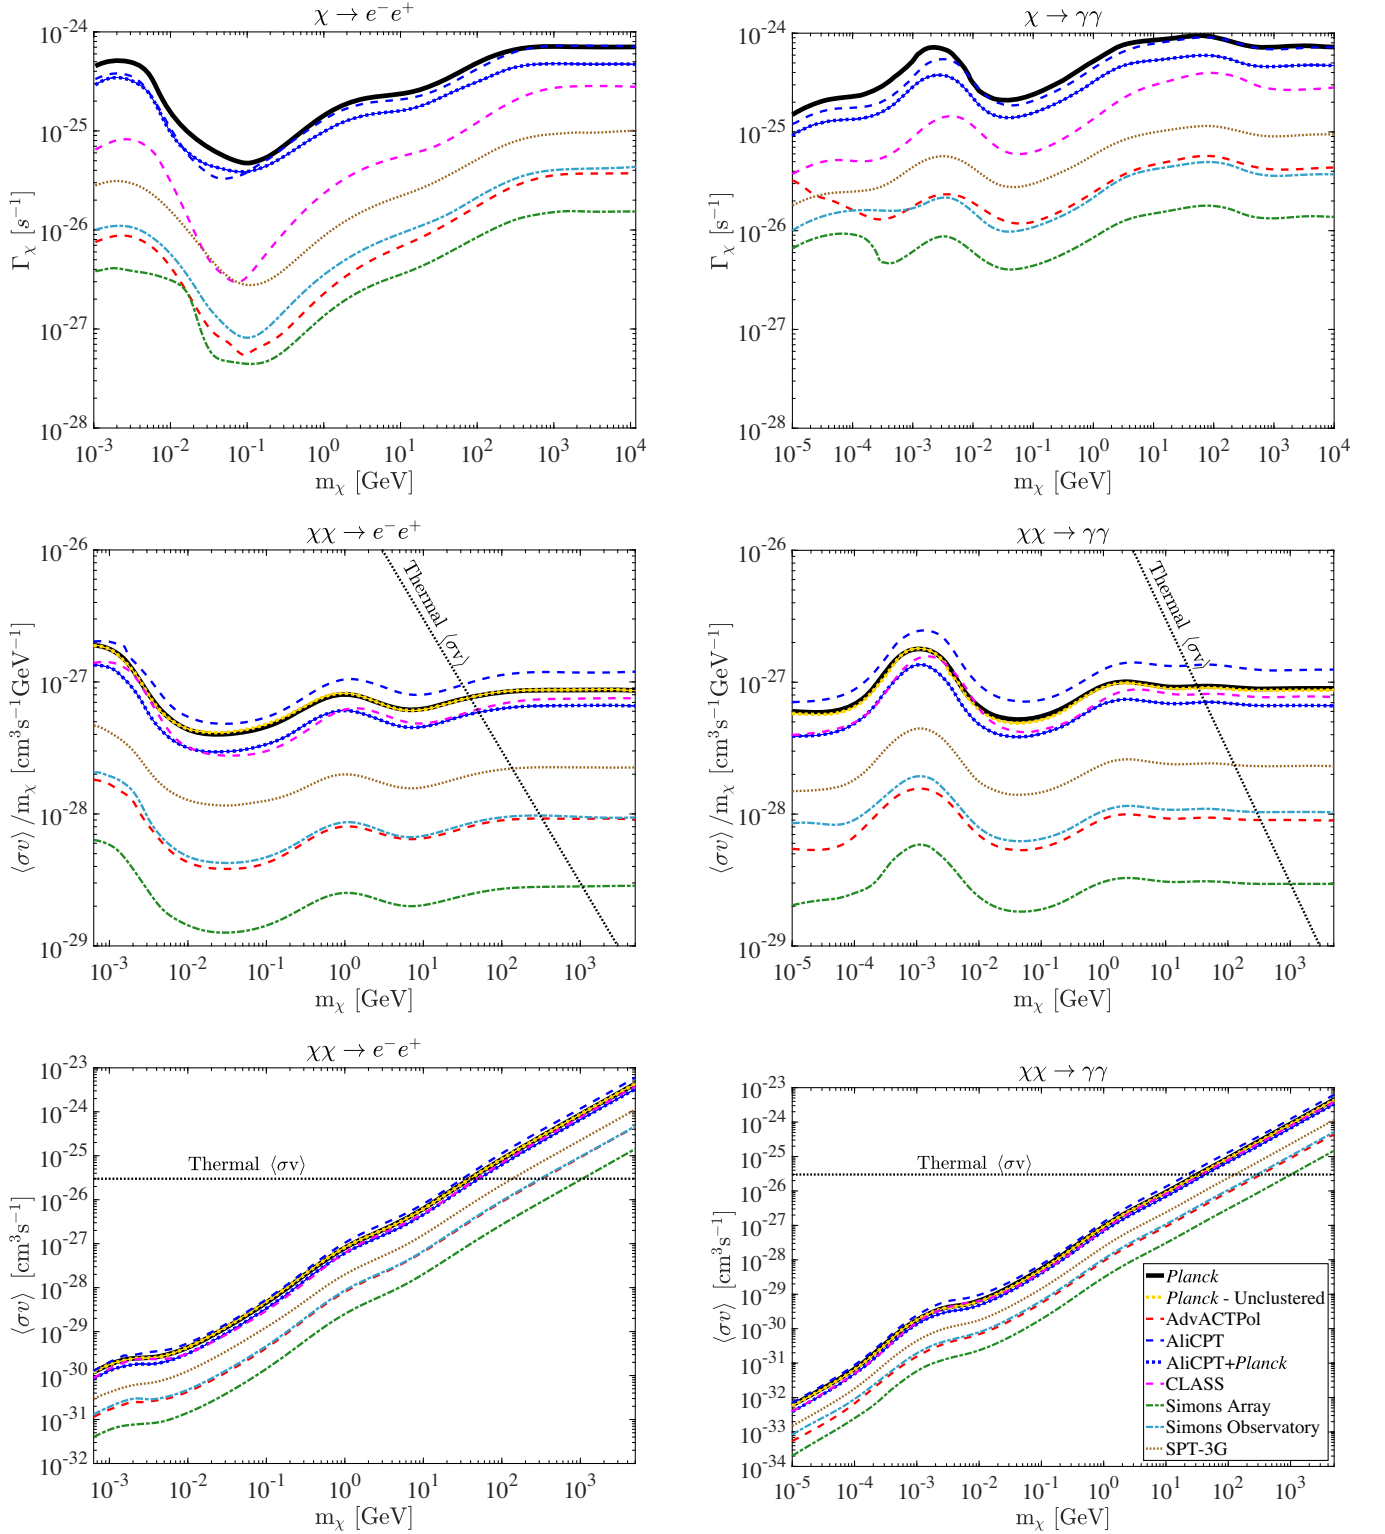 χ → e⁻e⁺
10⁻²⁴
10⁻²⁵
10⁻²⁶
10⁻²⁷
10⁻²⁸
Γχ [s⁻¹]
10⁻³ 10⁻² 10⁻¹ 10⁰ 10¹ 10² 10³ 10⁴
mχ [GeV]
χ → γγ
10⁻²⁴
10⁻²⁵
10⁻²⁶
10⁻²⁷
10⁻²⁸
Γχ [s⁻¹]
10⁻⁵ 10⁻⁴ 10⁻³ 10⁻² 10⁻¹ 10⁰ 10¹ 10² 10³ 10⁴
mχ [GeV]
χχ → e⁻e⁺
10⁻²⁶
10⁻²⁷
10⁻²⁸
10⁻²⁹
⟨σv⟩ /mχ [cm³s⁻¹GeV⁻¹]
Thermal ⟨σv⟩
10⁻³ 10⁻² 10⁻¹ 10⁰ 10¹ 10² 10³
mχ [GeV]
χχ → γγ
10⁻²⁶
10⁻²⁷
10⁻²⁸
10⁻²⁹
⟨σv⟩ /mχ [cm³s⁻¹GeV⁻¹]
Thermal ⟨σv⟩
10⁻⁵ 10⁻⁴ 10⁻³ 10⁻² 10⁻¹ 10⁰ 10¹ 10² 10³
mχ [GeV]
χχ → e⁻e⁺
10⁻²³
10⁻²⁴
10⁻²⁵
10⁻²⁶
10⁻²⁷
10⁻²⁸
10⁻²⁹
10⁻³⁰
10⁻³¹
10⁻³²
⟨σv⟩ [cm³s⁻¹]
Thermal ⟨σv⟩
10⁻³ 10⁻² 10⁻¹ 10⁰ 10¹ 10² 10³
mχ [GeV]
χχ → γγ
10⁻²³
10⁻²⁴
10⁻²⁵
10⁻²⁶
10⁻²⁷
10⁻²⁸
10⁻²⁹
10⁻³⁰
10⁻³¹
10⁻³²
10⁻³³
10⁻³⁴
⟨σv⟩ [cm³s⁻¹]
Thermal ⟨σv⟩
Planck
Planck - Unclustered
AdvACTPol
AliCPT
AliCPT+Planck
CLASS
Simons Array
Simons Observatory
SPT-3G
10⁻⁵ 10⁻⁴ 10⁻³ 10⁻² 10⁻¹ 10⁰ 10¹ 10² 10³
mχ [GeV]